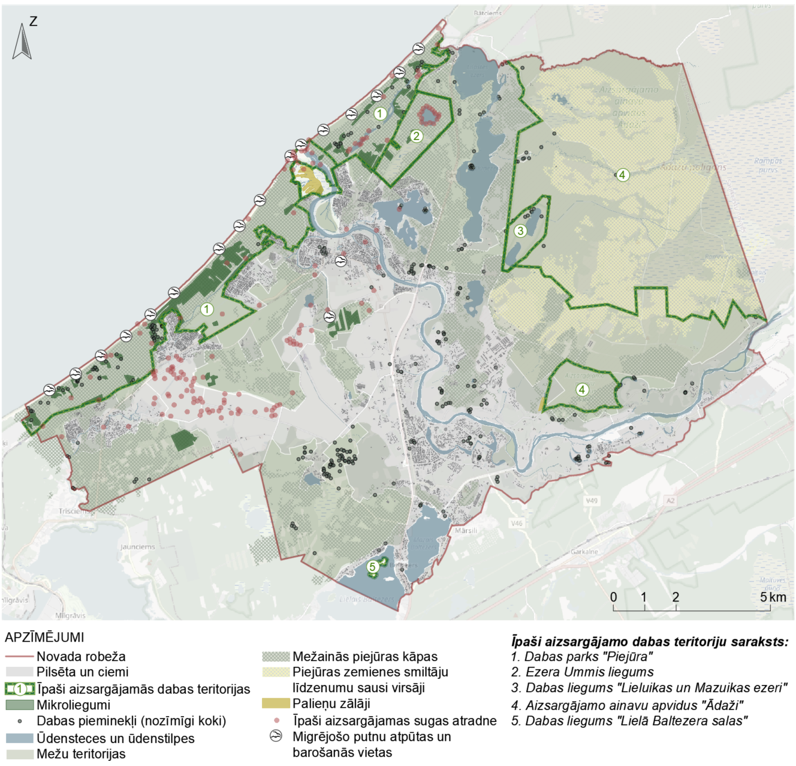 Z
1
2
4
3
1
4
5
Jaunciems
Mārsili
V46
V49
A2
Garkalne
0 1 2 5 km
APZĪMĒJUMI
Novada robeža
Pilsēta un ciemi
1 Īpaši aizsargājamās dabas teritorijas
Mikroliegumi
Dabas pieminekļi (nozīmīgi koki)
Ūdensteces un ūdenstilpes
Mežu teritorijas
Mežainās piejūras kāpas
Piejūras zemienes smiltāju
līdzenumu sausi virsāji
Palieņu zālāji
Īpaši aizsargājamas sugas atradne
Migrējošo putnu atpūtas un
barošanās vietas
Īpaši aizsargājamo dabas teritoriju saraksts:
1. Dabas parks "Piejūra"
2. Ezera Ummis liegums
3. Dabas liegums "Lieluikas un Mazuikas ezeri"
4. Aizsargājamo ainavu apvidus "Ādaži"
5. Dabas liegums "Lielā Baltezera salas"